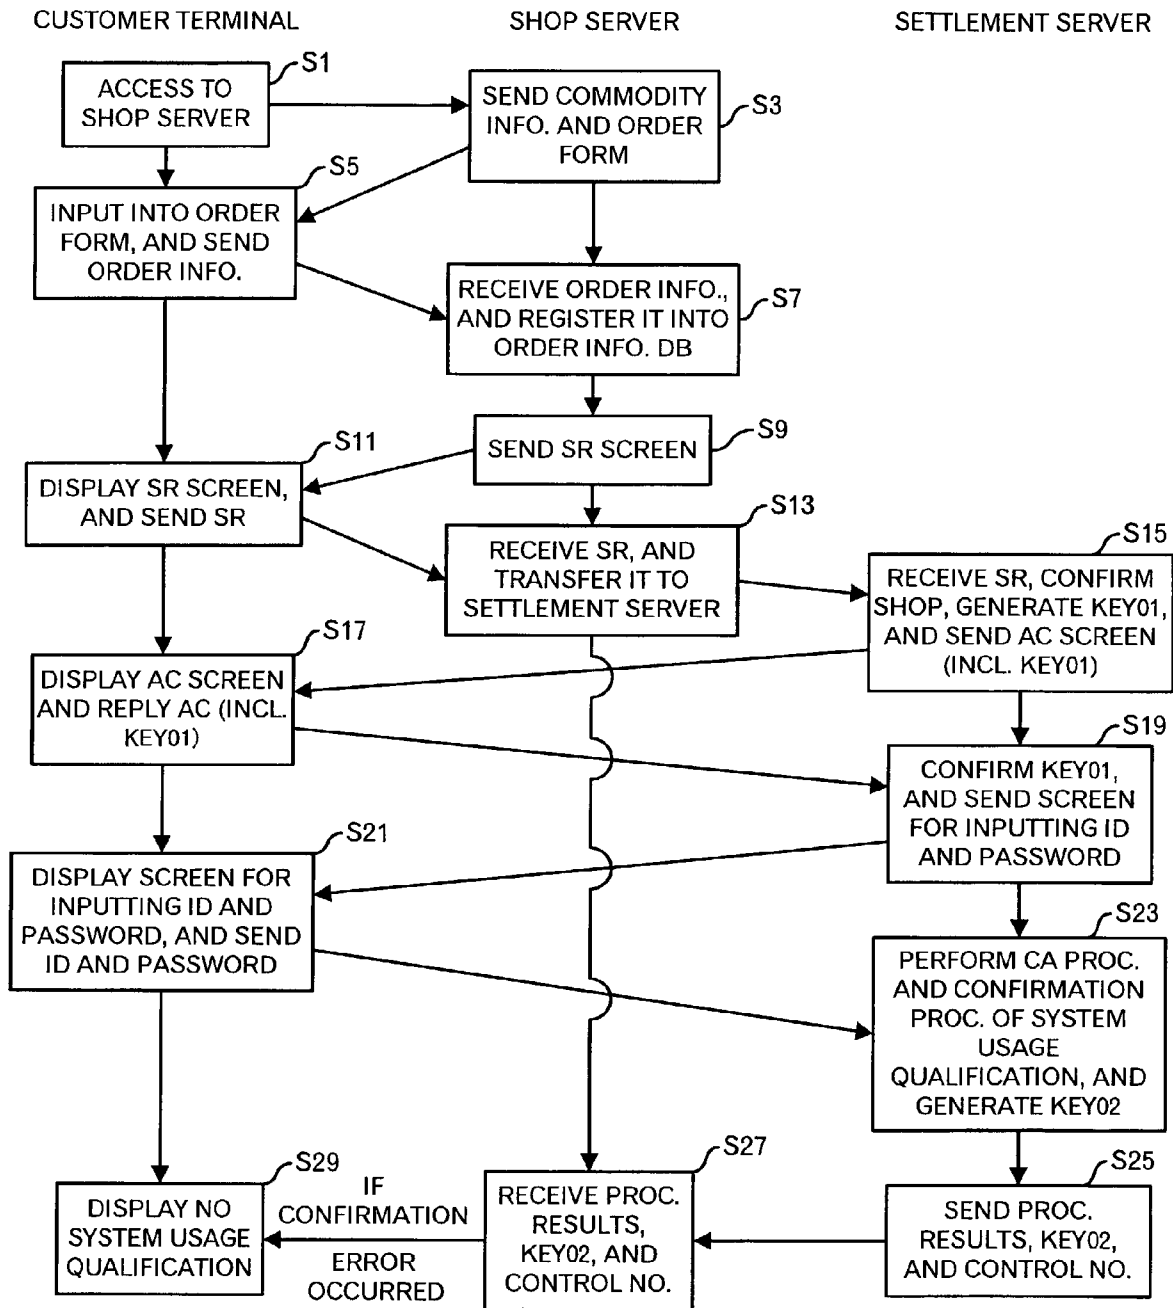 CUSTOMER TERMINAL
SHOP SERVER
SETTLEMENT SERVER
S1
ACCESS TO
SHOP SERVER
S3
SEND COMMODITY
INFO. AND ORDER
FORM
S5
INPUT INTO ORDER
FORM, AND SEND
ORDER INFO.
S7
RECEIVE ORDER INFO.,
AND REGISTER IT INTO
ORDER INFO. DB
S9
SEND SR SCREEN
S11
DISPLAY SR SCREEN,
AND SEND SR
S13
RECEIVE SR, AND
TRANSFER IT TO
SETTLEMENT SERVER
S15
RECEIVE SR, CONFIRM
SHOP, GENERATE KEY01,
AND SEND AC SCREEN
(INCL. KEY01)
S17
DISPLAY AC SCREEN
AND REPLY AC (INCL.
KEY01)
S19
CONFIRM KEY01,
AND SEND SCREEN
FOR INPUTTING ID
AND PASSWORD
S21
DISPLAY SCREEN FOR
INPUTTING ID AND
PASSWORD, AND SEND
ID AND PASSWORD
S23
PERFORM CA PROC.
AND CONFIRMATION
PROC. OF SYSTEM
USAGE
QUALIFICATION, AND
GENERATE KEY02
S25
SEND PROC.
RESULTS, KEY02,
AND CONTROL NO.
S27
RECEIVE PROC.
RESULTS,
KEY02, AND
CONTROL NO.
IF
CONFIRMATION
ERROR
OCCURRED
S29
DISPLAY NO
SYSTEM USAGE
QUALIFICATION